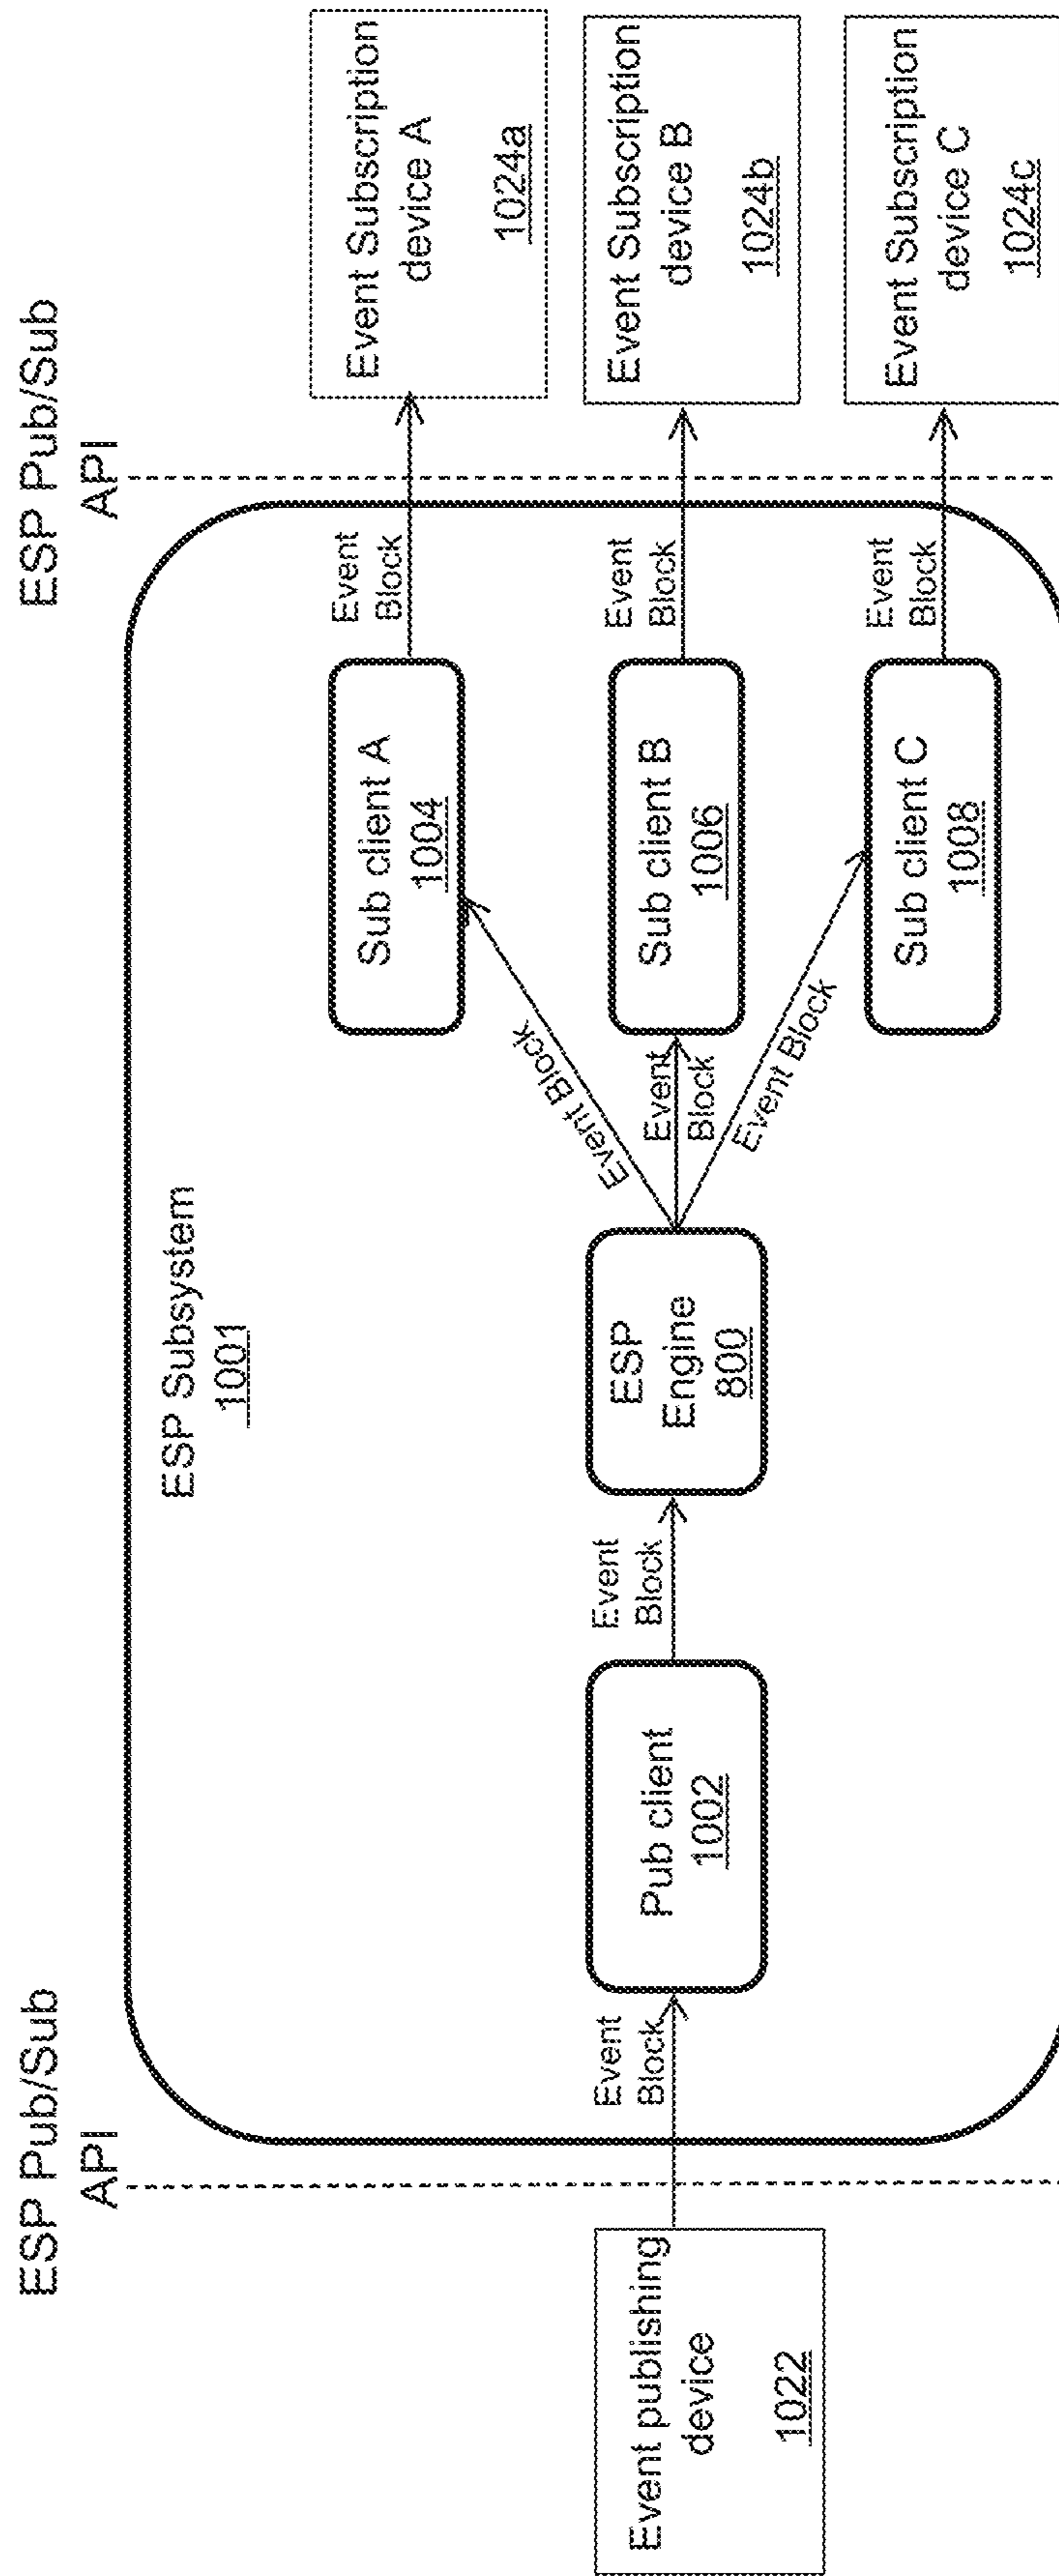 ESP Pub/Sub
API
ESP Pub/Sub
API
ESP Subsystem
1001
Event publishing
device
1022
Event
Block
Pub client
1002
Event
Block
ESP
Engine
800
Event Block
Event
Block
Event Block
Sub client A
1004
Sub client B
1006
Sub client C
1008
Event
Block
Event
Block
Event
Block
Event Subscription
device A
1024a
Event Subscription
device B
1024b
Event Subscription
device C
1024c